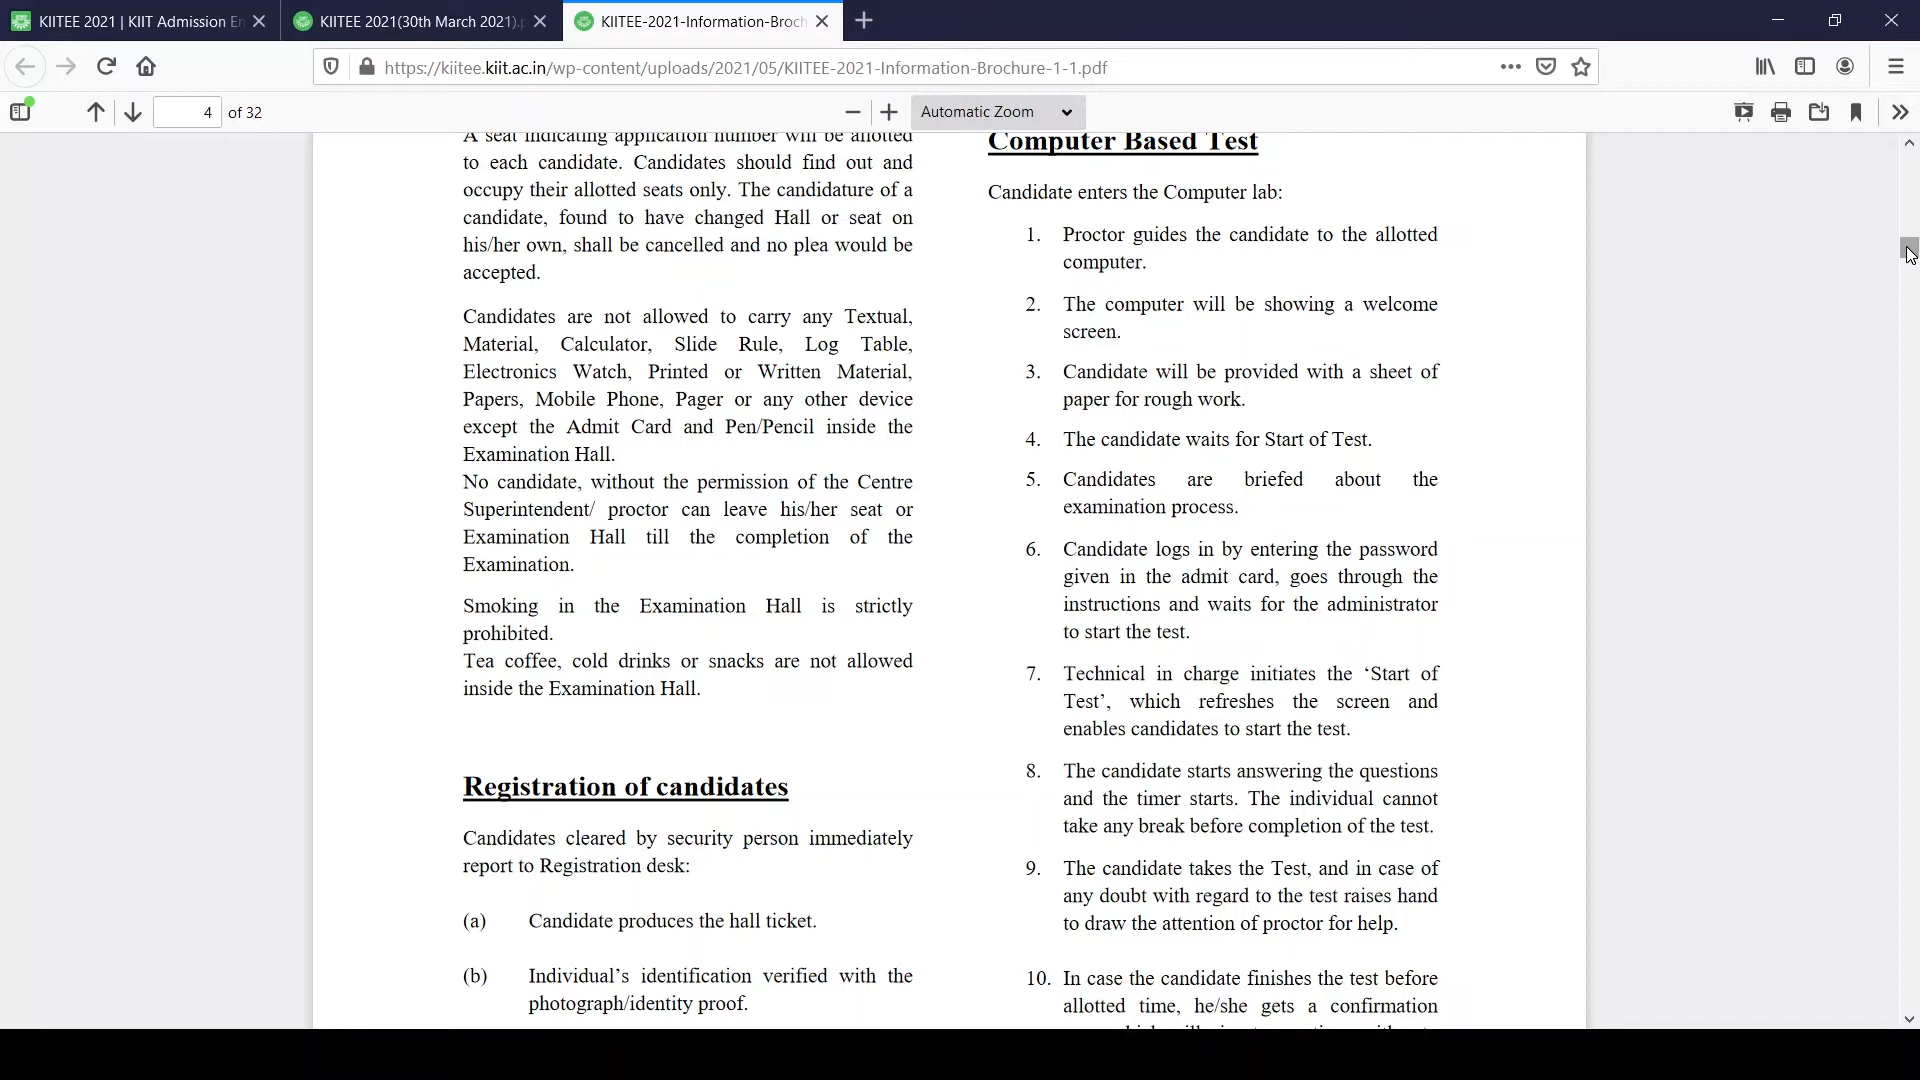 KIITEE 2021 | KIIT Admission En
KIITEE 2021(30th March 2021).p
KIITEE-2021-Information-Broch
https://kiitee.kiit.ac.in/wp-content/uploads/2021/05/KIITEE-2021-Information-Brochure-1-1.pdf
4 of 32
Automatic Zoom
A seat indicating application number will be allotted
to each candidate. Candidates should find out and
occupy their allotted seats only. The candidature of a
candidate, found to have changed Hall or seat on
his/her own, shall be cancelled and no plea would be
accepted.
Candidates are not allowed to carry any Textual,
Material, Calculator, Slide Rule, Log Table,
Electronics Watch, Printed or Written Material,
Papers, Mobile Phone, Pager or any other device
except the Admit Card and Pen/Pencil inside the
Examination Hall.
No candidate, without the permission of the Centre
Superintendent/ proctor can leave his/her seat or
Examination Hall till the completion of the
Examination.
Smoking in the Examination Hall is strictly
prohibited.
Tea coffee, cold drinks or snacks are not allowed
inside the Examination Hall.
Registration of candidates
Candidates cleared by security person immediately
report to Registration desk:
(a) Candidate produces the hall ticket.
(b) Individual’s identification verified with the
photograph/identity proof.
Computer Based Test
Candidate enters the Computer lab:
1. Proctor guides the candidate to the allotted
computer.
2. The computer will be showing a welcome
screen.
3. Candidate will be provided with a sheet of
paper for rough work.
4. The candidate waits for Start of Test.
5. Candidates are briefed about the
examination process.
6. Candidate logs in by entering the password
given in the admit card, goes through the
instructions and waits for the administrator
to start the test.
7. Technical in charge initiates the ‘Start of
Test’, which refreshes the screen and
enables candidates to start the test.
8. The candidate starts answering the questions
and the timer starts. The individual cannot
take any break before completion of the test.
9. The candidate takes the Test, and in case of
any doubt with regard to the test raises hand
to draw the attention of proctor for help.
10. In case the candidate finishes the test before
allotted time, he/she gets a confirmation